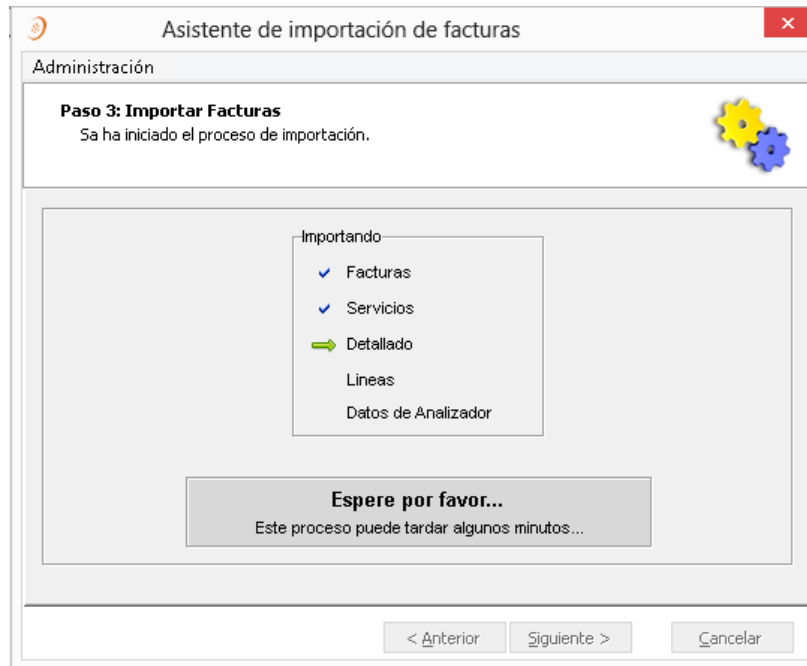 Asistente de importación de facturas
Administración
Paso 3: Importar Facturas
Sa ha iniciado el proceso de importación.
Importando
Facturas
Servicios
Detallado
Lineas
Datos de Analizador
Espere por favor...
Este proceso puede tardar algunos minutos...
< Anterior
Siguiente >
Cancelar